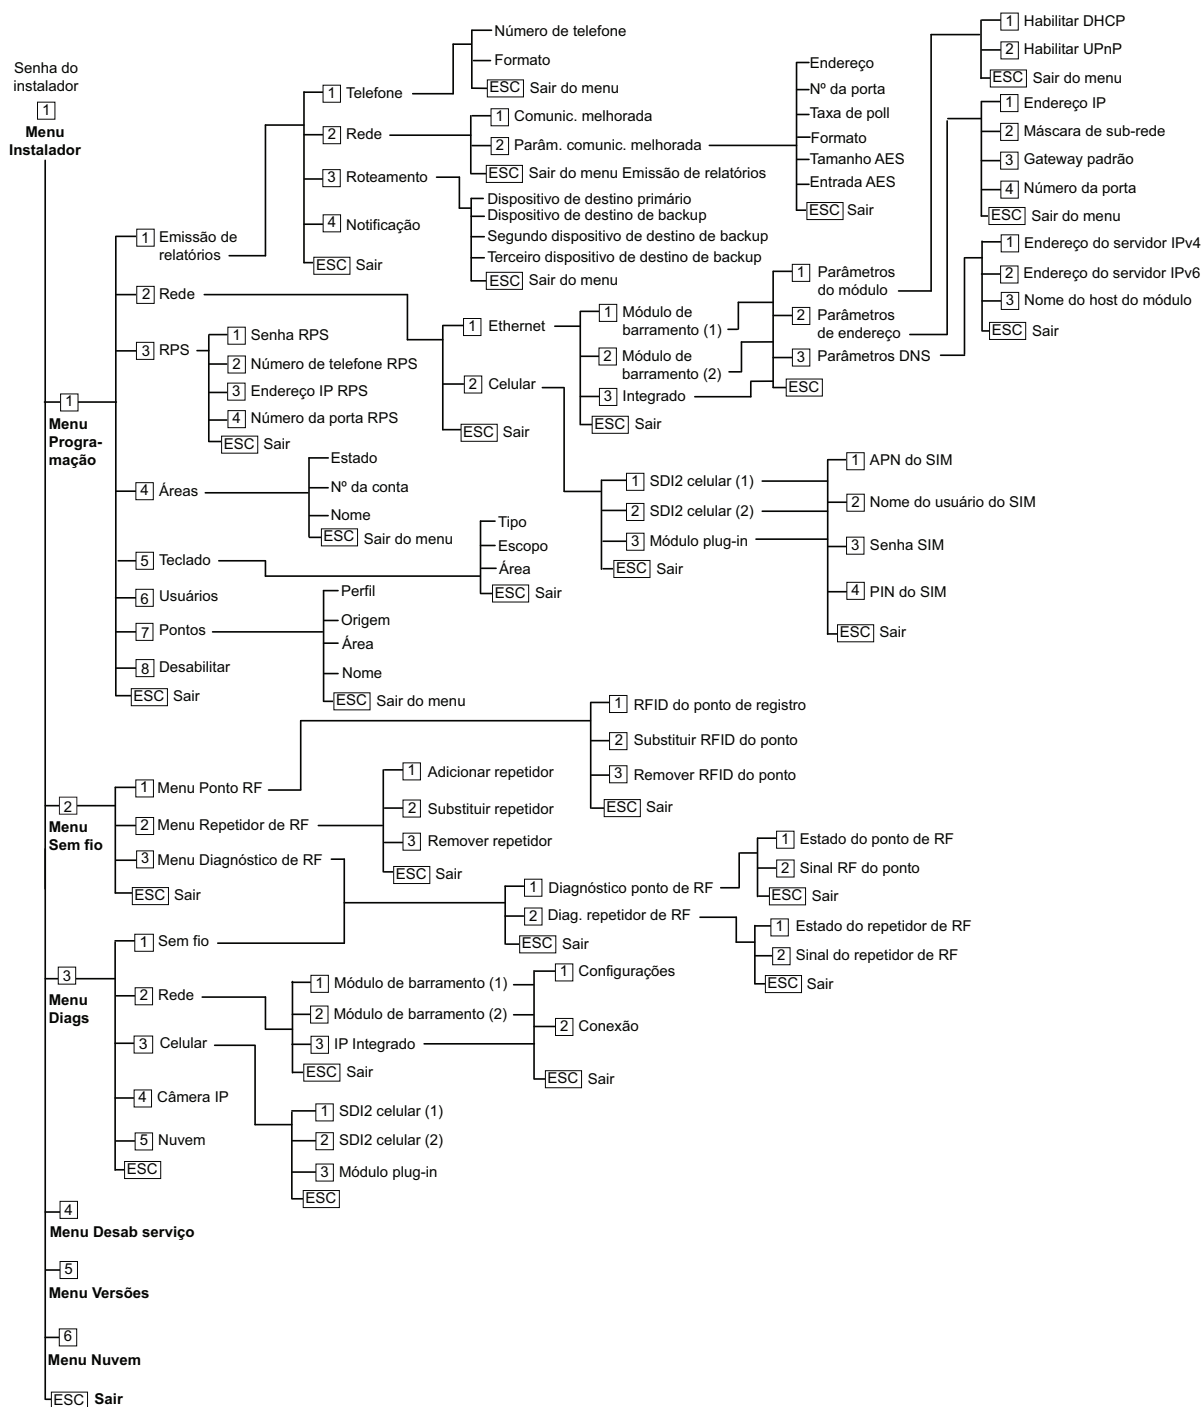 Senha do
instalador
1
Menu
Instalador
1
Menu
Progra-
mação
1 Emissão de
relatórios
1 Telefone
Número de telefone
Formato
ESC Sair do menu
2 Rede
1 Comunic. melhorada
2 Parâm. comunic. melhorada
Endereço
Nº da porta
Taxa de poll
Formato
Tamanho AES
Entrada AES
ESC Sair
ESC Sair do menu Emissão de relatórios
3 Roteamento
Dispositivo de destino primário
Dispositivo de destino de backup
Segundo dispositivo de destino de backup
Terceiro dispositivo de destino de backup
ESC Sair do menu
4 Notificação
ESC Sair
2 Rede
1 Ethernet
1 Módulo de
barramento (1)
2 Módulo de
barramento (2)
3 Integrado
ESC Sair
1 Parâmetros
do módulo
1 Habilitar DHCP
2 Habilitar UPnP
ESC Sair do menu
2 Parâmetros
de endereço
1 Endereço IP
2 Máscara de sub-rede
3 Gateway padrão
4 Número da porta
ESC Sair do menu
3 Parâmetros DNS
1 Endereço do servidor IPv4
2 Endereço do servidor IPv6
3 Nome do host do módulo
ESC Sair
ESC
2 Celular
1 SDI2 celular (1)
2 SDI2 celular (2)
3 Módulo plug-in
ESC Sair
1 APN do SIM
2 Nome do usuário do SIM
3 Senha SIM
4 PIN do SIM
ESC Sair
ESC Sair
3 RPS
1 Senha RPS
2 Número de telefone RPS
3 Endereço IP RPS
4 Número da porta RPS
ESC Sair
4 Áreas
Estado
Nº da conta
Nome
ESC Sair do menu
5 Teclado
Tipo
Escopo
Área
ESC Sair
6 Usuários
7 Pontos
Perfil
Origem
Área
Nome
ESC Sair do menu
8 Desabilitar
ESC Sair
2
Menu
Sem fio
1 Menu Ponto RF
1 RFID do ponto de registro
2 Substituir RFID do ponto
3 Remover RFID do ponto
ESC Sair
2 Menu Repetidor de RF
1 Adicionar repetidor
2 Substituir repetidor
3 Remover repetidor
ESC Sair
3 Menu Diagnóstico de RF
ESC Sair
1 Diagnóstico ponto de RF
1 Estado do ponto de RF
2 Sinal RF do ponto
ESC Sair
2 Diag. repetidor de RF
1 Estado do repetidor de RF
2 Sinal do repetidor de RF
ESC Sair
ESC Sair
3
Menu
Diags
1 Sem fio
2 Rede
1 Módulo de barramento (1)
2 Módulo de barramento (2)
3 IP Integrado
ESC Sair
1 Configurações
2 Conexão
ESC Sair
3 Celular
1 SDI2 celular (1)
2 SDI2 celular (2)
3 Módulo plug-in
ESC
4 Câmera IP
5 Nuvem
ESC
4
Menu Desab serviço
5
Menu Versões
6
Menu Nuvem
ESC Sair